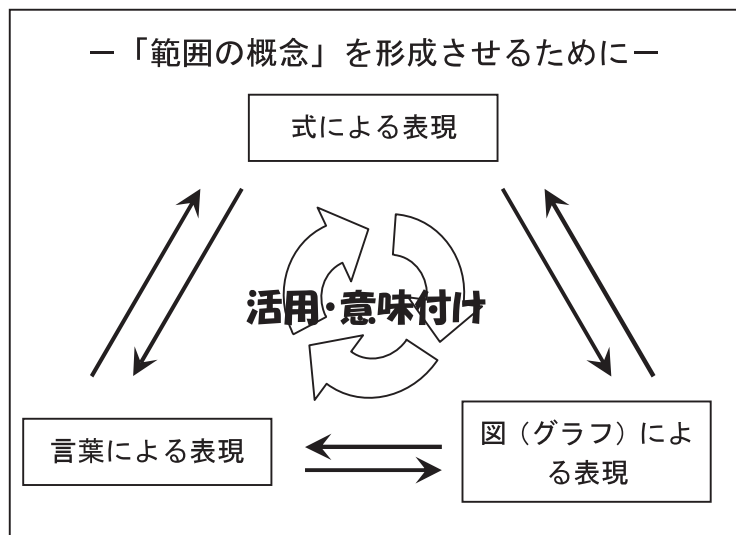 －「範囲の概念」を形成させるために－
式による表現
活用・意味付け
言葉による表現
図（グラフ）によ
る表現